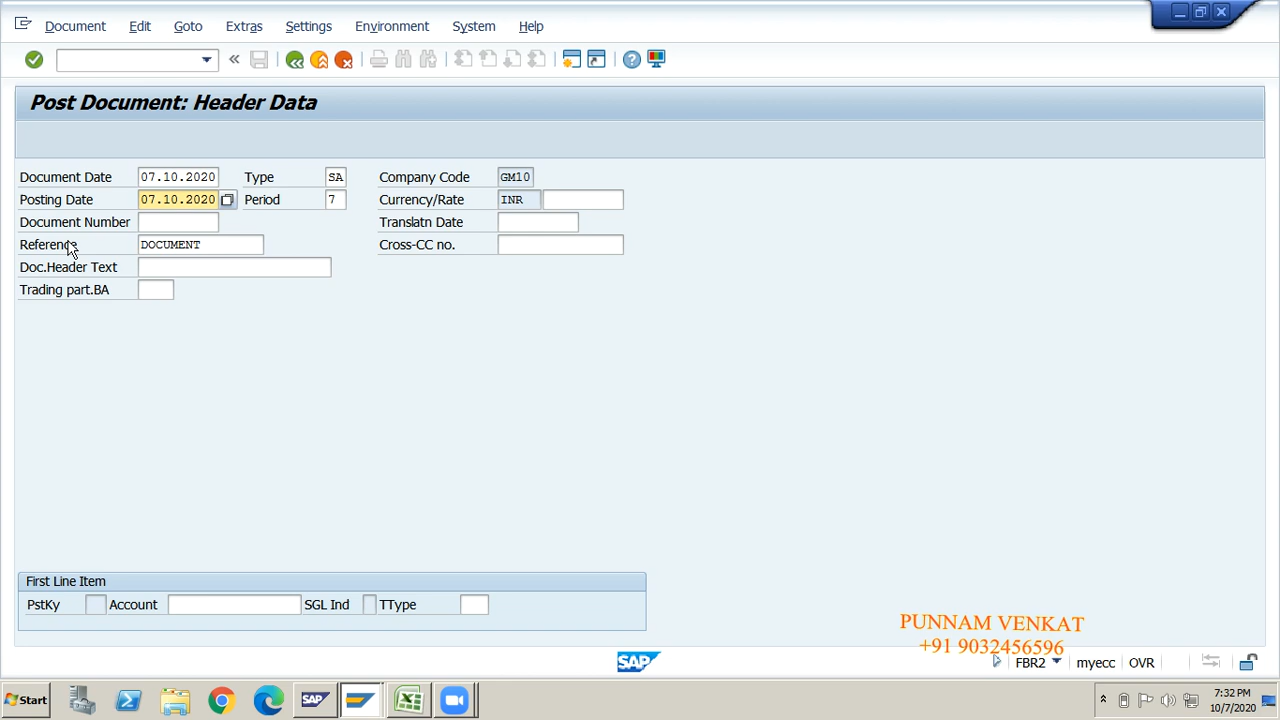 Document Edit Goto Extras Settings Environment System Help
Post Document: Header Data
Document Date 07.10.2020 Type SA Company Code GM10
Posting Date 07.10.2020 Period 7 Currency/Rate INR
Document Number Translatn Date
Reference DOCUMENT Cross-CC no.
Doc.Header Text
Trading part.BA
First Line Item
PstKy Account SGL Ind TType
PUNNAM VENKAT
+91 9032456596
SAP FBR2 myecc OVR
Start SAP 7:32 PM
10/7/2020